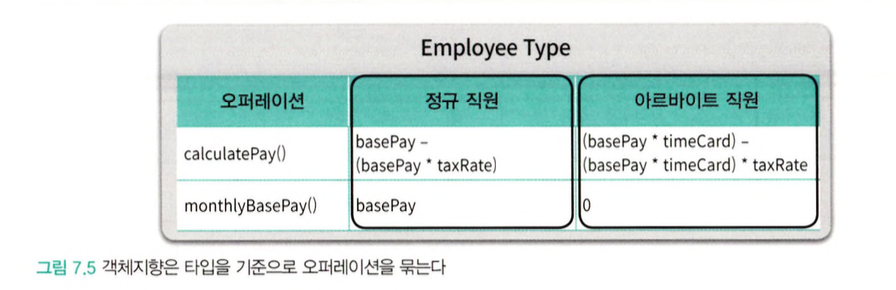 Employee Type
오퍼레이션 정규 직원 아르바이트 직원
calculatePay() basePay – (basePay * timeCard) –
(basePay * taxRate) (basePay * timeCard) * taxRate
monthlyBasePay() basePay 0
그림 7.5 객체지향은 타입을 기준으로 오퍼레이션을 묶는다